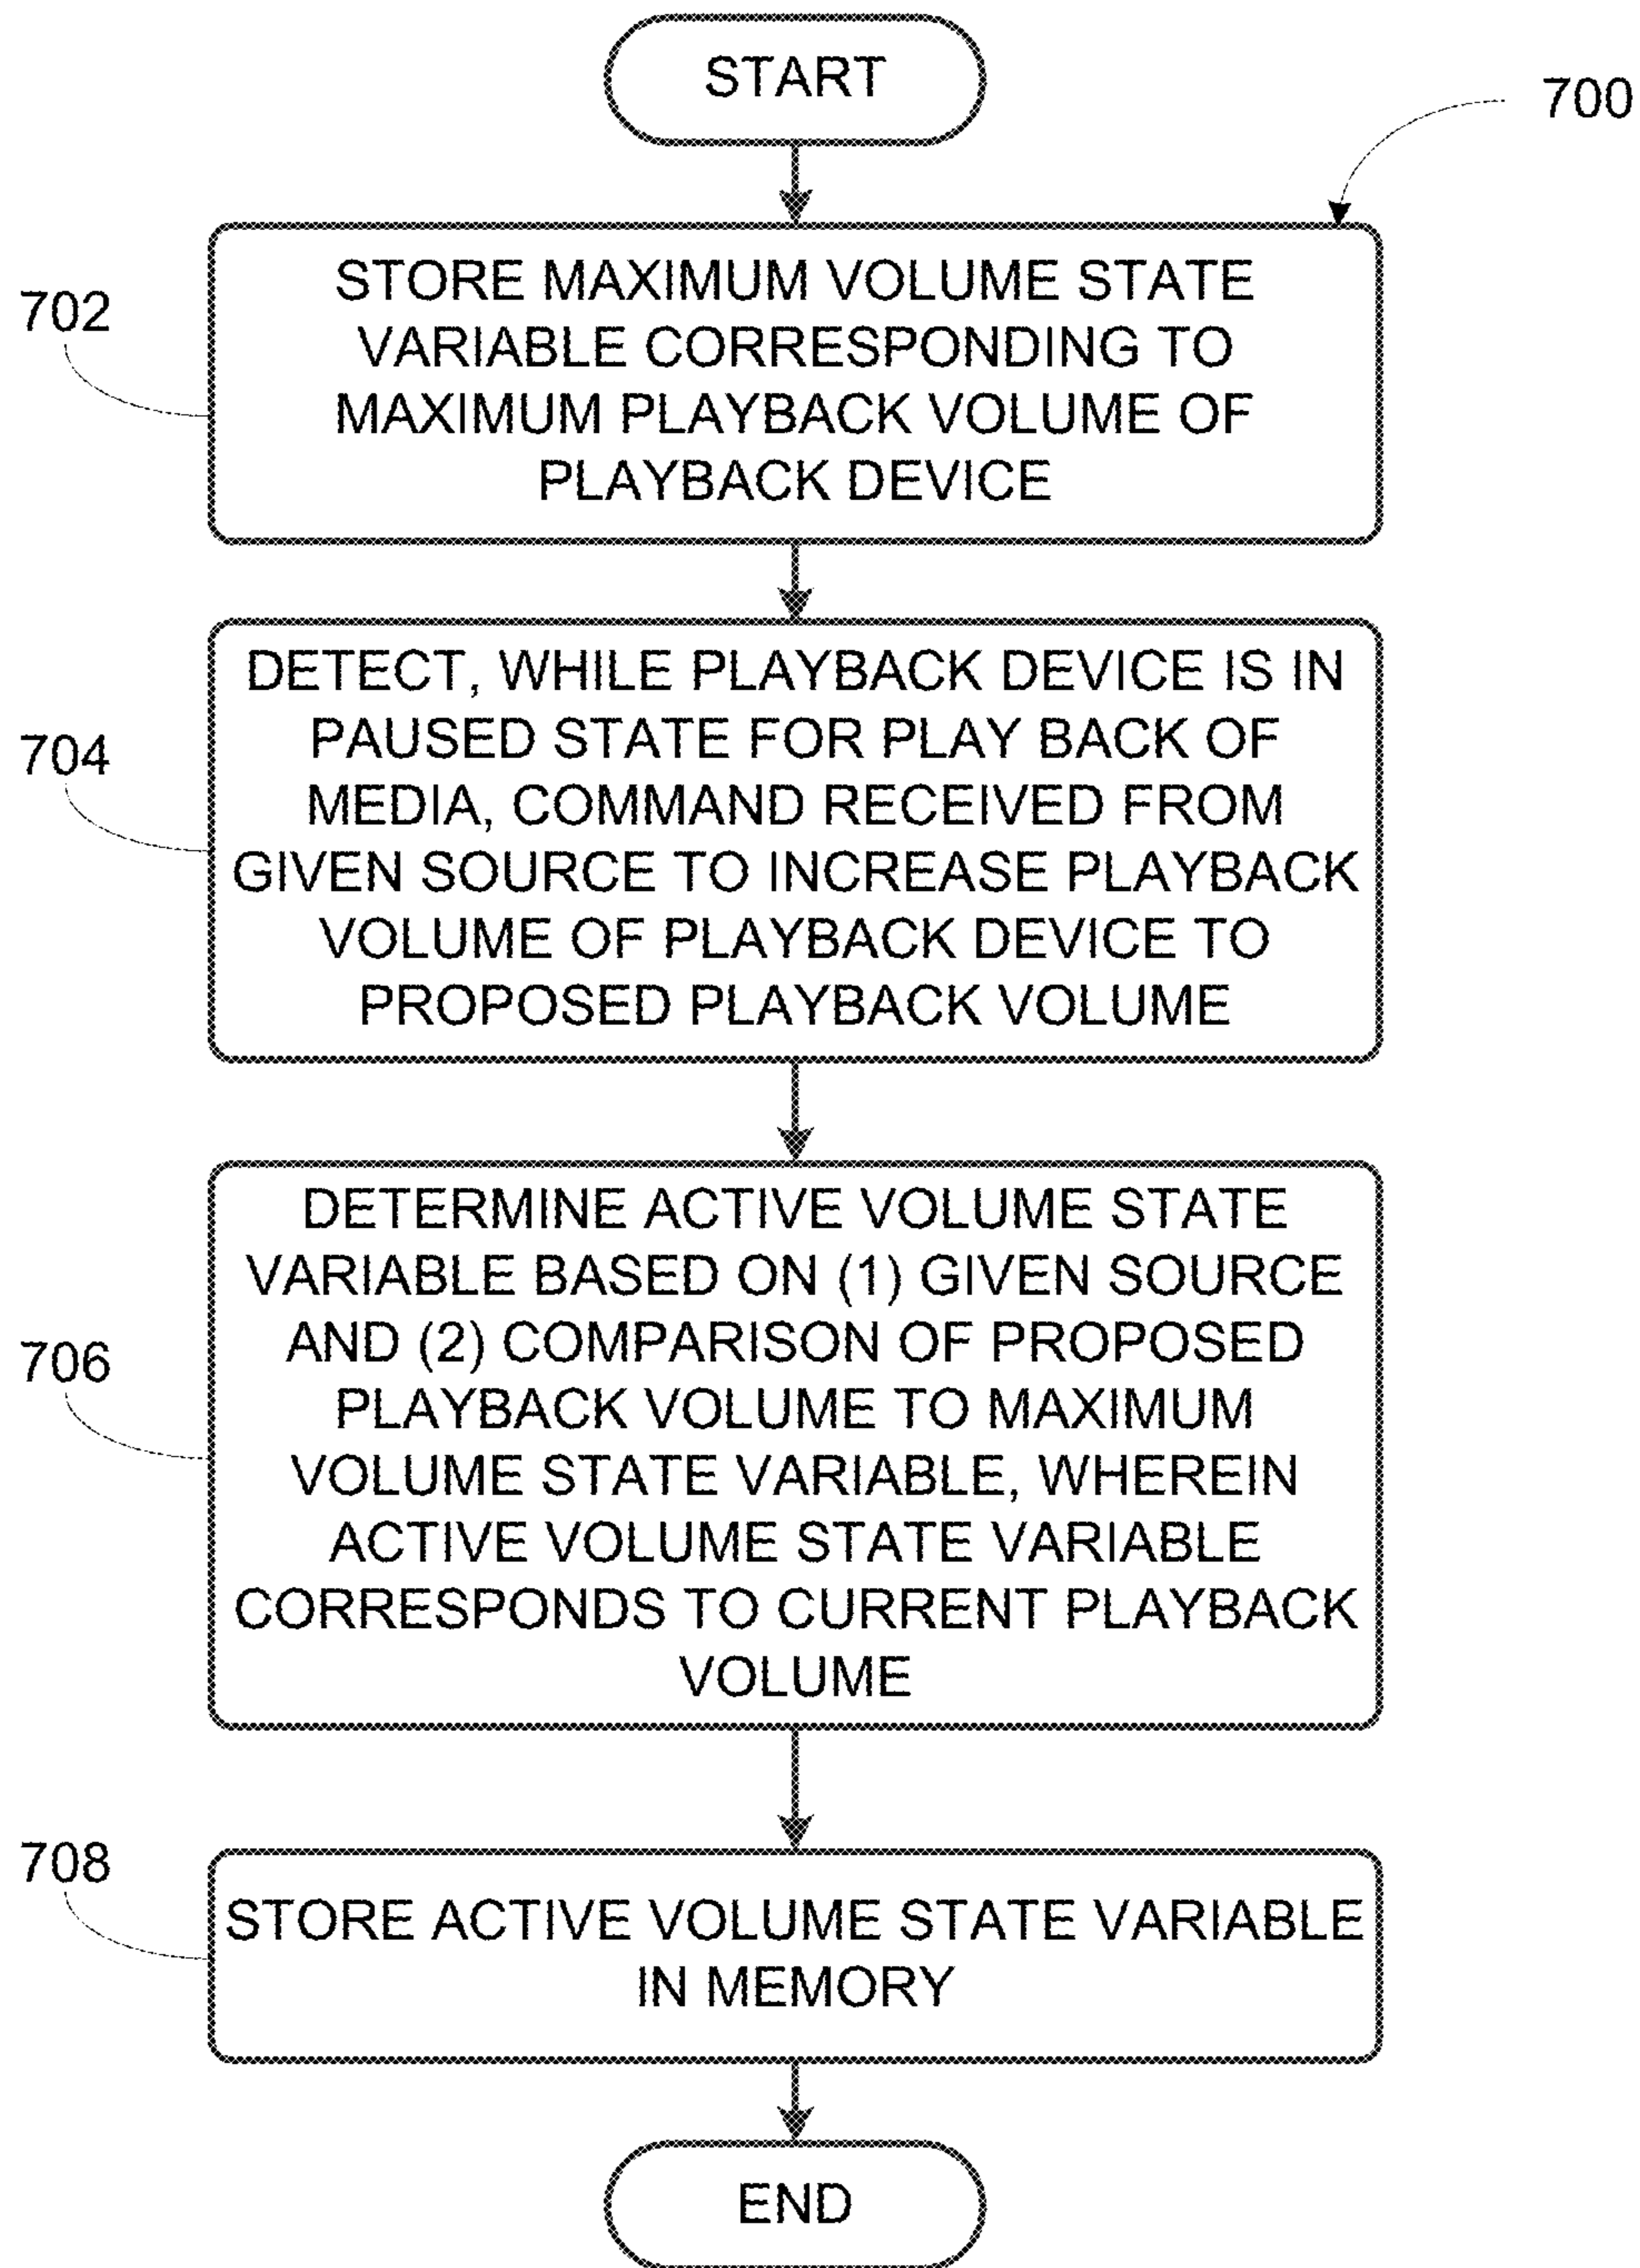 START
700
702
STORE MAXIMUM VOLUME STATE
VARIABLE CORRESPONDING TO
MAXIMUM PLAYBACK VOLUME OF
PLAYBACK DEVICE
704
DETECT, WHILE PLAYBACK DEVICE IS IN
PAUSED STATE FOR PLAY BACK OF
MEDIA, COMMAND RECEIVED FROM
GIVEN SOURCE TO INCREASE PLAYBACK
VOLUME OF PLAYBACK DEVICE TO
PROPOSED PLAYBACK VOLUME
706
DETERMINE ACTIVE VOLUME STATE
VARIABLE BASED ON (1) GIVEN SOURCE
AND (2) COMPARISON OF PROPOSED
PLAYBACK VOLUME TO MAXIMUM
VOLUME STATE VARIABLE, WHEREIN
ACTIVE VOLUME STATE VARIABLE
CORRESPONDS TO CURRENT PLAYBACK
VOLUME
708
STORE ACTIVE VOLUME STATE VARIABLE
IN MEMORY
END